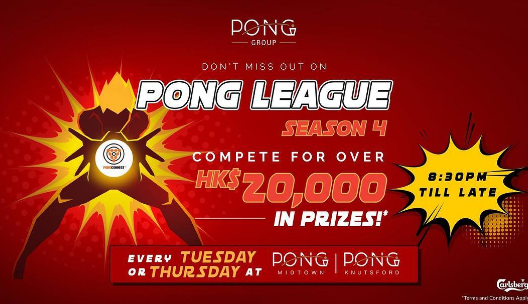 PONG
GROUP
DON'T MISS OUT ON
PONG LEAGUE
SEASON 4
COMPETE FOR OVER
HK$20,000
IN PRIZES!*
8:30PM
TILL LATE
EVERY TUESDAY
OR THURSDAY AT
PONG MIDTOWN | PONG KNUTSFORD
Carlsberg
*Terms and Conditions Apply